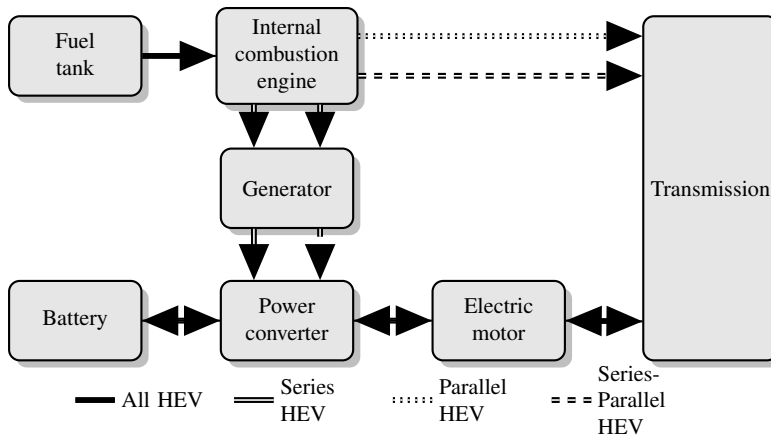 Fuel
tank
Internal
combustion
engine
Generator
Transmission
Battery
Power
converter
Electric
motor
All HEV
Series
HEV
Parallel
HEV
Series-
Parallel
HEV